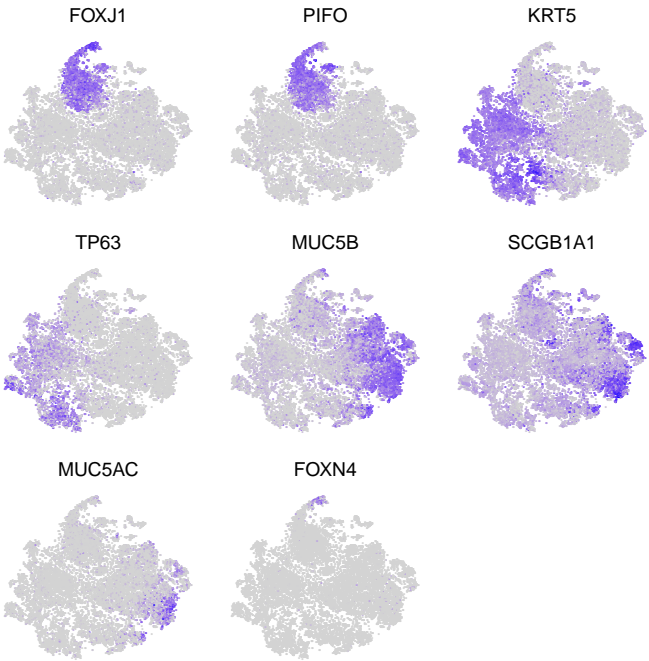 FOXJ1
PIFO
KRT5
TP63
MUC5B
SCGB1A1
MUC5AC
FOXN4